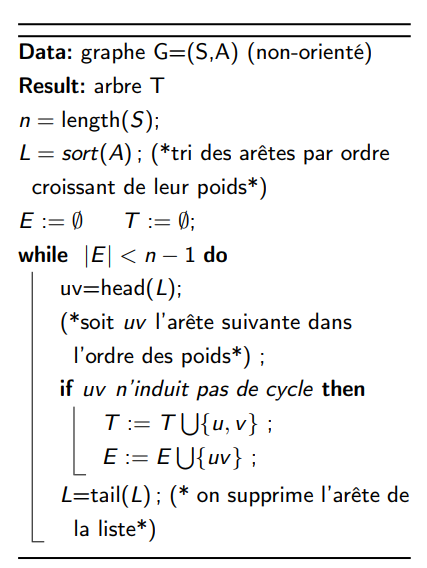 Data: graphe G=(S,A) (non-orienté)
Result: arbre T
n = length(S);
L = sort(A) ; (*tri des arêtes par ordre
croissant de leur poids*)
E := ∅ T := ∅;
while |E| < n − 1 do
uv=head(L);
(*soit uv l'arête suivante dans
l'ordre des poids*) ;
if uv n'induit pas de cycle then
T := T ⋃{u, v} ;
E := E ⋃{uv} ;
L=tail(L) ; (* on supprime l'arête de
la liste*)